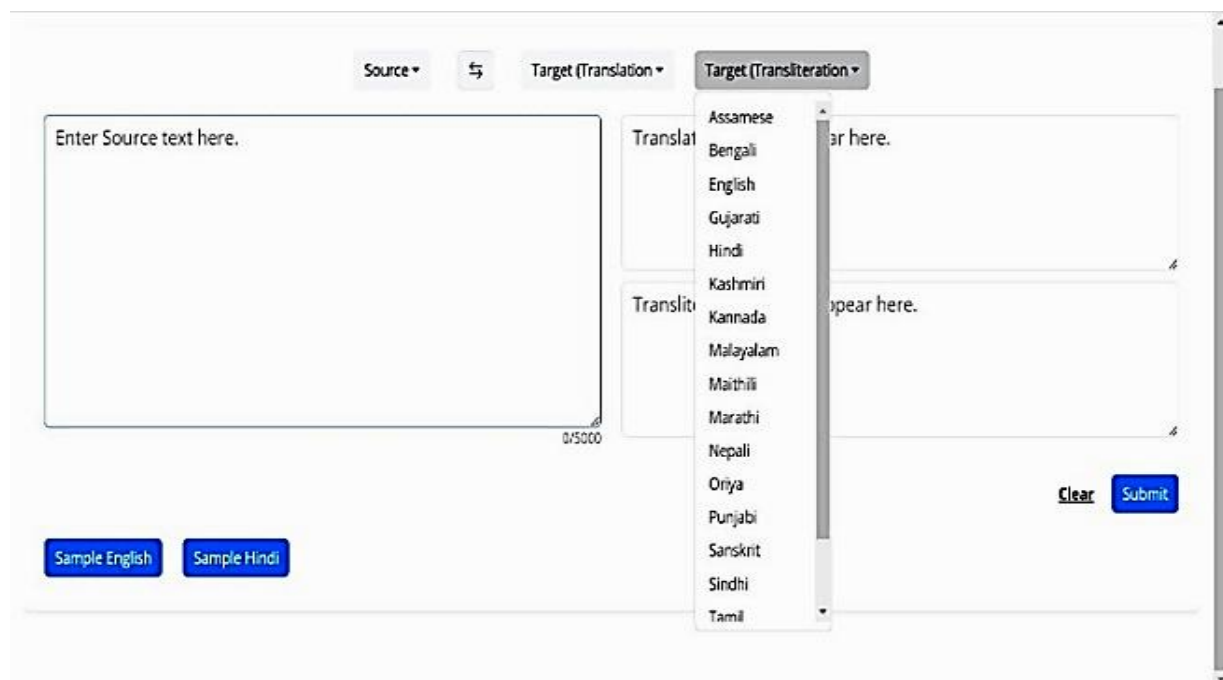 Source
Target (Translation
Target (Transliteration
Enter Source text here.
Translat
ar here.
Translit
ppear here.
Assamese
Bengali
English
Gujarati
Hindi
Kashmiri
Kannada
Malayalam
Maithili
Marathi
Nepali
Oriya
Punjabi
Sanskrit
Sindhi
Tamil
0/5000
Clear
Submit
Sample English
Sample Hindi